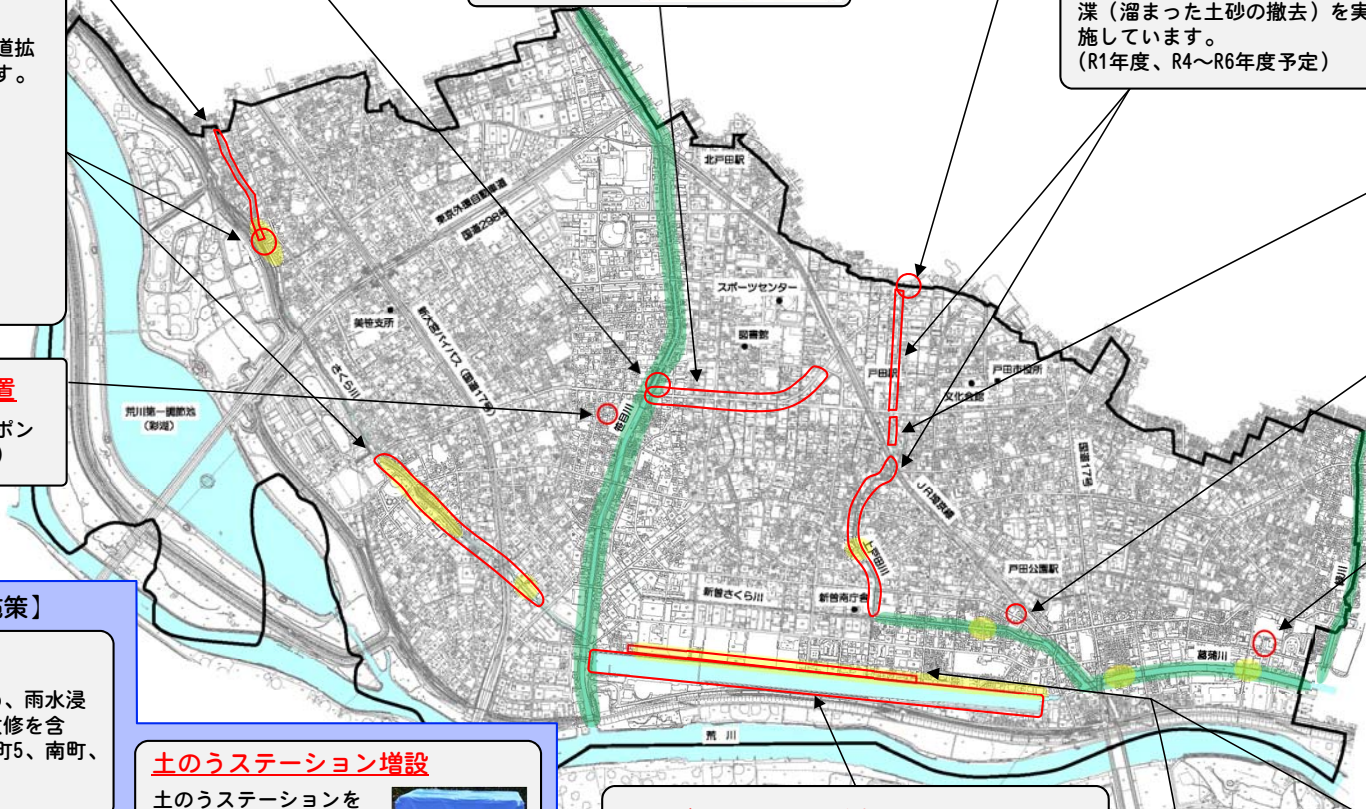 道拡
す。
渫（溜まった土砂の撤去）を実
施しています。
(R1年度、R4～R6年度予定)
北戸田駅
東京外環自動車道
国道298号
スポーツセンター
図書館
美笹支所
新大宮バイパス（国道17号）
さくら川
戸田駅
戸田市役所
文化会館
置
ポン
)
荒川第一調節池
（彩湖）
笹目川
国道17号
JR埼京線
上戸田川
戸田公園駅
新曽さくら川
新曽南庁舎
菖蒲川
荒川
施策】
、雨水浸
改修を含
町5、南町、
土のうステーション増設
土のうステーションを